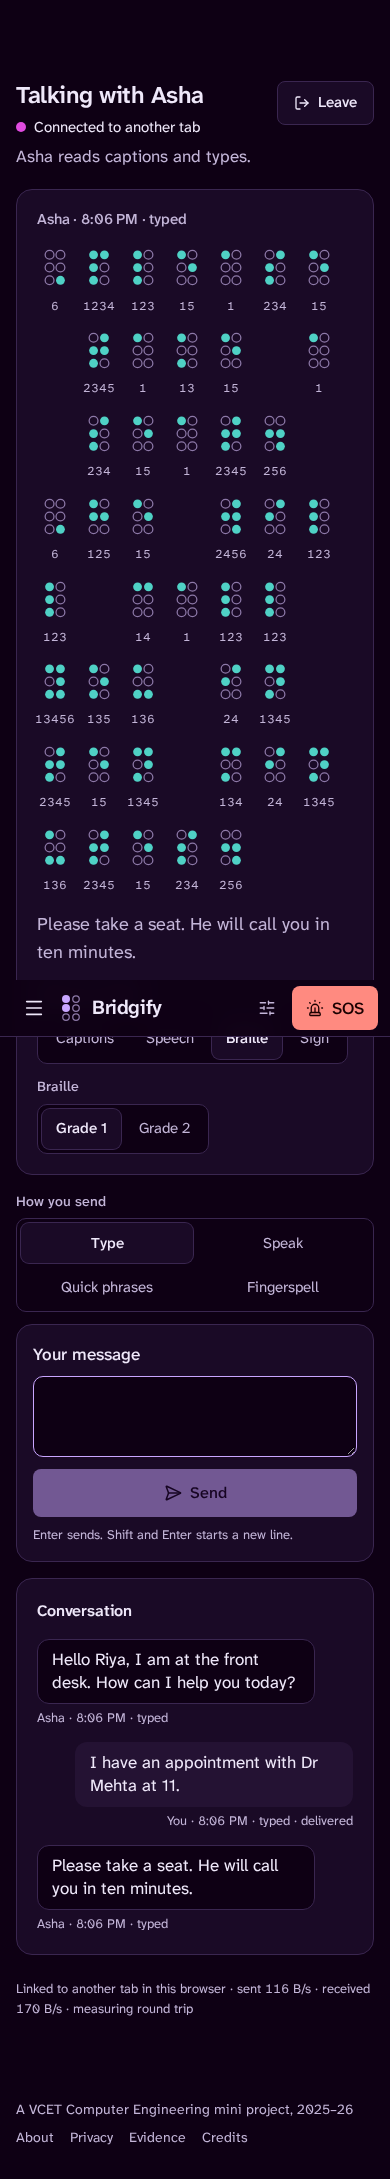 Talking with Asha
Leave
Connected to another tab
Asha reads captions and types.
Asha · 8:06 PM · typed
6 1234 123 15 1 234 15
2345 1 13 15 1
234 15 1 2345 256
6 125 15 2456 24 123
123 14 1 123 123
13456 135 136 24 1345
2345 15 1345 134 24 1345
136 2345 15 234 256
Please take a seat. He will call you in
ten minutes.
Bridgify
SOS
Captions Speech Braille Sign
Braille
Grade 1 Grade 2
How you send
Type Speak
Quick phrases Fingerspell
Your message
Send
Enter sends. Shift and Enter starts a new line.
Conversation
Hello Riya, I am at the front
desk. How can I help you today?
Asha · 8:06 PM · typed
I have an appointment with Dr
Mehta at 11.
You · 8:06 PM · typed · delivered
Please take a seat. He will call
you in ten minutes.
Asha · 8:06 PM · typed
Linked to another tab in this browser · sent 116 B/s · received
170 B/s · measuring round trip
A VCET Computer Engineering mini project, 2025–26
About Privacy Evidence Credits